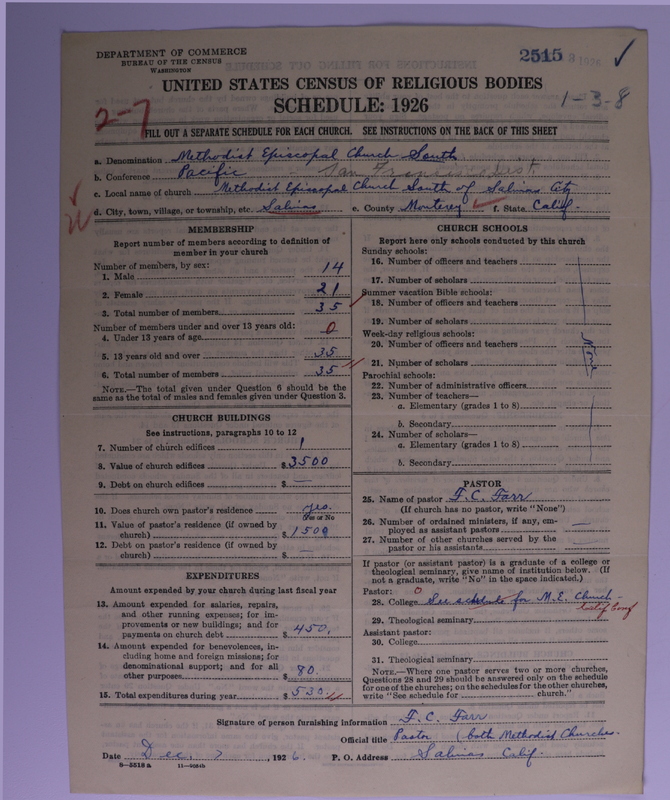 DEPARTMENT OF COMMERCE
BUREAU OF THE CENSUS
WASHINGTON
2515 3 1926
UNITED STATES CENSUS OF RELIGIOUS BODIES
SCHEDULE: 1926
1-3-8
2-7
FILL OUT A SEPARATE SCHEDULE FOR EACH CHURCH. SEE INSTRUCTIONS ON THE BACK OF THIS SHEET
a. Denomination Methodist Episcopal Church South
b. Conference Pacific - San Francisco Dist.
c. Local name of church Methodist Episcopal Church South of Salinas City
d. City, town, village, or township, etc. Salinas e. County Monterey f. State Calif.
MEMBERSHIP
Report number of members according to definition of member in your church
Number of members, by sex:
1. Male 14
2. Female 21
3. Total number of members 35
Number of members under and over 13 years old:
4. Under 13 years of age 0
5. 13 years old and over 35
6. Total number of members 35
NOTE.—The total given under Question 6 should be the
same as the total of males and females given under Question 3.
CHURCH BUILDINGS
See instructions, paragraphs 10 to 12
7. Number of church edifices 1
8. Value of church edifices $3500
9. Debt on church edifices $ —
10. Does church own pastor's residence yes.
(Yes or No)
11. Value of pastor's residence (if owned by
church) $1500
12. Debt on pastor's residence (if owned by
church) $ —
EXPENDITURES
Amount expended by your church during last fiscal year
13. Amount expended for salaries, repairs,
and other running expenses; for im-
provements or new buildings; and for
payments on church debt $450.
14. Amount expended for benevolences, in-
cluding home and foreign missions; for
denominational support; and for all
other purposes $80
15. Total expenditures during year $530.
CHURCH SCHOOLS
Report here only schools conducted by this church
Sunday schools:
16. Number of officers and teachers
17. Number of scholars
Summer vacation Bible schools:
18. Number of officers and teachers
19. Number of scholars
Week-day religious schools:
20. Number of officers and teachers
None
21. Number of scholars
Parochial schools:
22. Number of administrative officers
23. Number of teachers—
a. Elementary (grades 1 to 8)
b. Secondary
24. Number of scholars—
a. Elementary (grades 1 to 8)
b. Secondary
PASTOR
25. Name of pastor F. C. Farr
(If church has no pastor, write "None")
26. Number of ordained ministers, if any, em-
ployed as assistant pastors —
27. Number of other churches served by the
pastor or his assistants —
If pastor (or assistant pastor) is a graduate of a college or
theological seminary, give name of institution below. (If
not a graduate, write "No" in the space indicated.)
Pastor: 0
28. College See schedule for M.E. Church -
29. Theological seminary
Assistant pastor:
30. College
31. Theological seminary
NOTE.—Where one pastor serves two or more churches,
Questions 28 and 29 should be answered only on the schedule
for one of the churches; on the schedules for the other churches,
write "See schedule for church."
Signature of person furnishing information F. C. Farr
Official title Pastor (both Methodist Churches.
Date Dec. 7, 1926. P. O. Address Salinas Calif.
8—5518 a 11—9084b